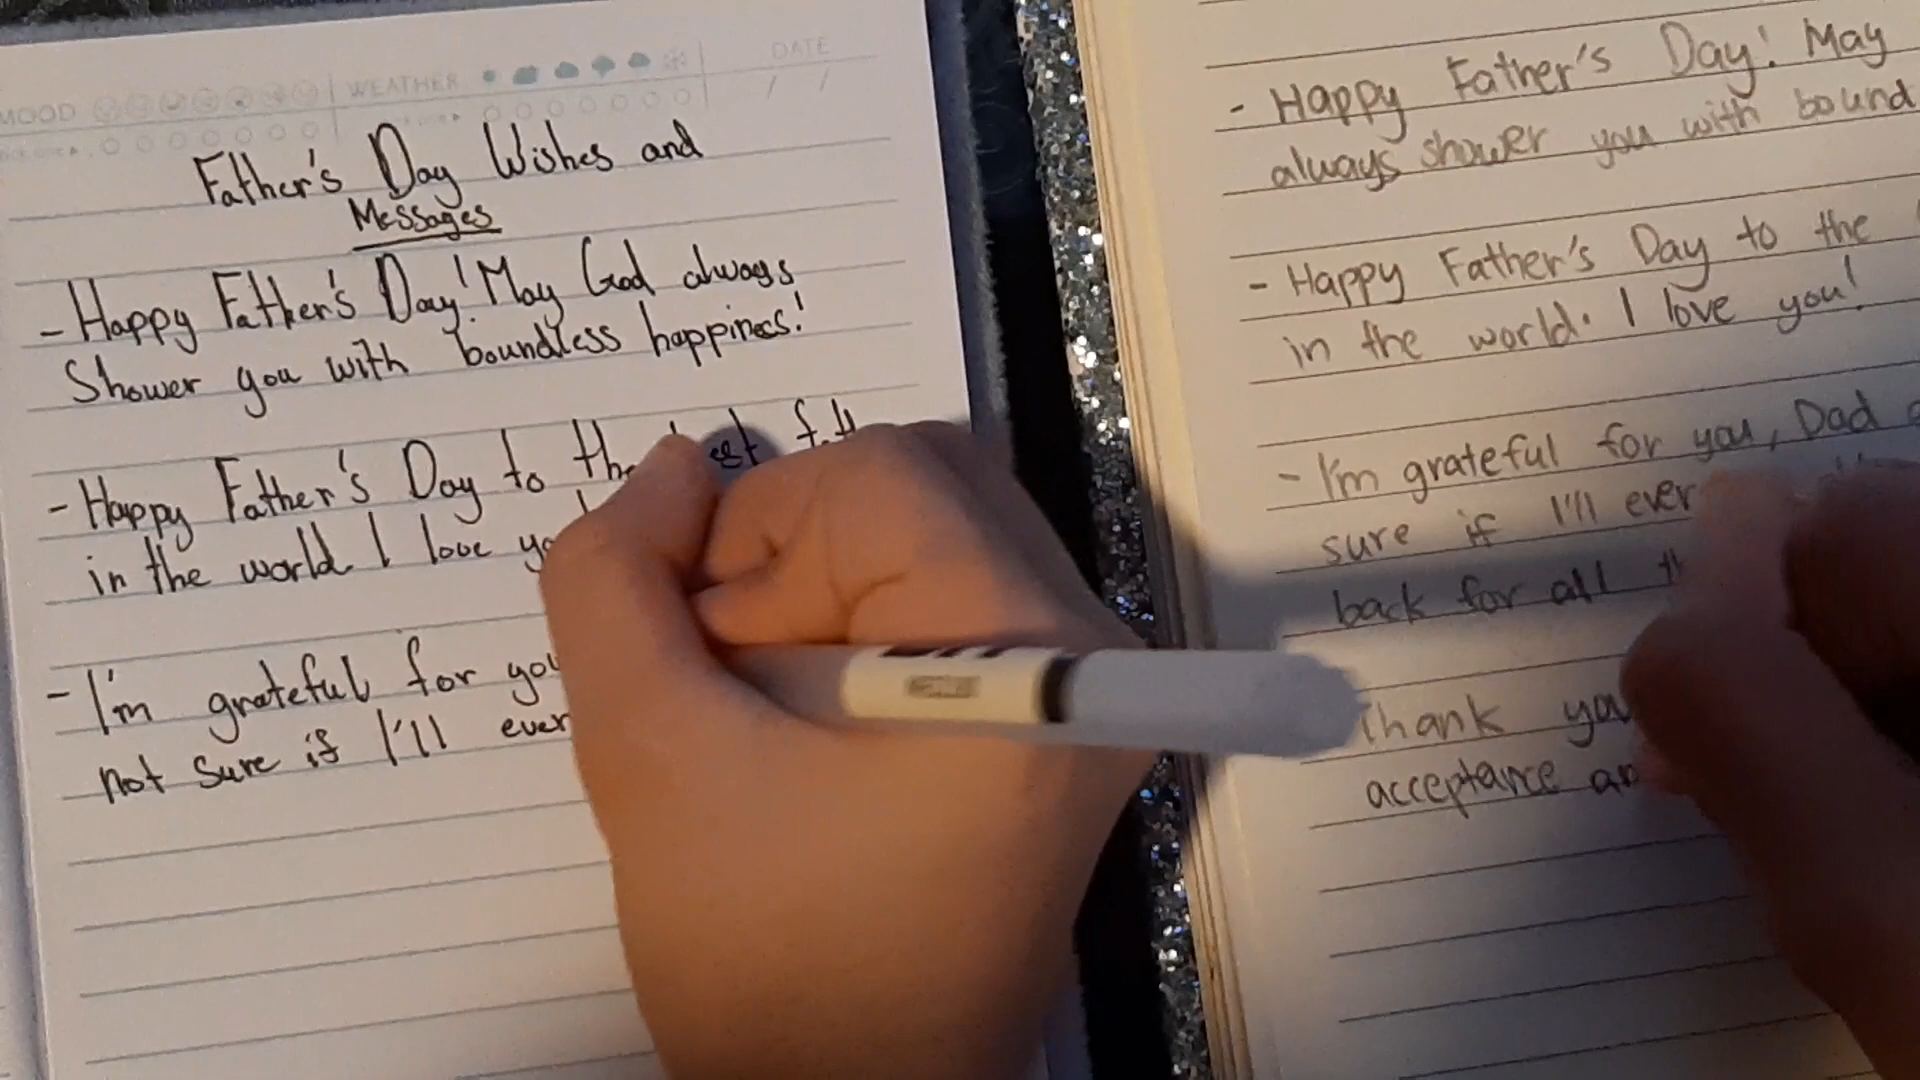 MOOD WEATHER DATE
/ /
Father's Day Wishes and
Messages
- Happy Father's Day! May God always
Shower you with boundless happiness!
- Happy Father's Day to the
in the world I love
- I'm grateful for you
not sure if I'll ever
- Happy Father's Day! May
always shower you with
- Happy Father's Day to the
in the world. I love you!
- I'm grateful for you, Dad
sure if I'll ever
back for all
Thank you
acceptance